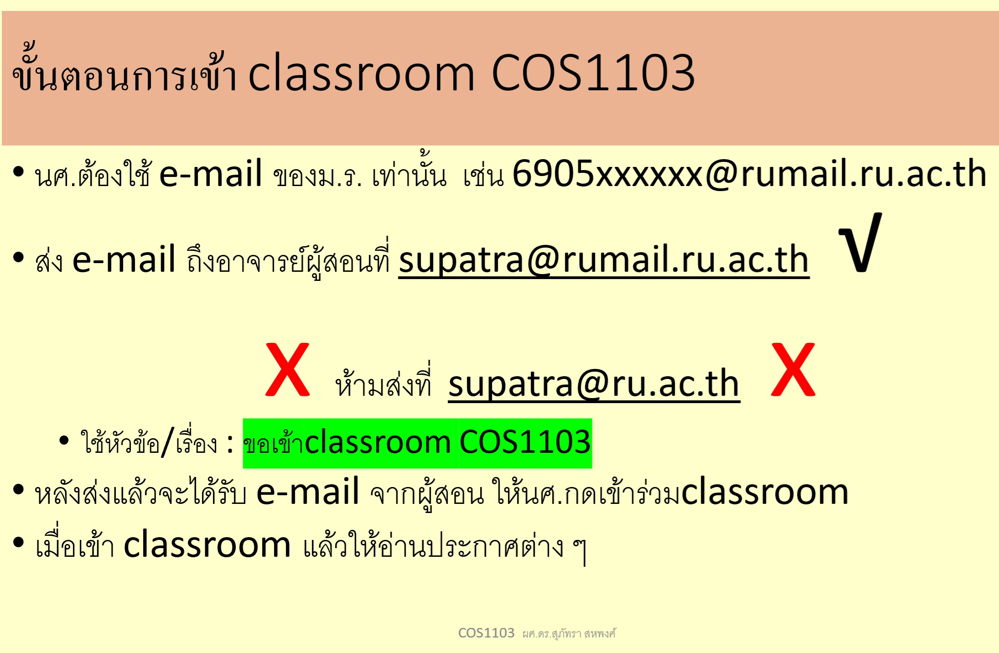 ขั้นตอนการเข้า classroom COS1103
• นศ.ต้องใช้ e-mail ของม.ร. เท่านั้น เช่น 6905xxxxxx@rumail.ru.ac.th
• ส่ง e-mail ถึงอาจารย์ผู้สอนที่ supatra@rumail.ru.ac.th √
X ห้ามส่งที่ supatra@ru.ac.th X
• ใช้หัวข้อ/เรื่อง : ขอเข้าclassroom COS1103
• หลังส่งแล้วจะได้รับ e-mail จากผู้สอน ให้นศ.กดเข้าร่วมclassroom
• เมื่อเข้า classroom แล้วให้อ่านประกาศต่าง ๆ
COS1103 ผศ.ดร.สุภัทรา สหพงศ์